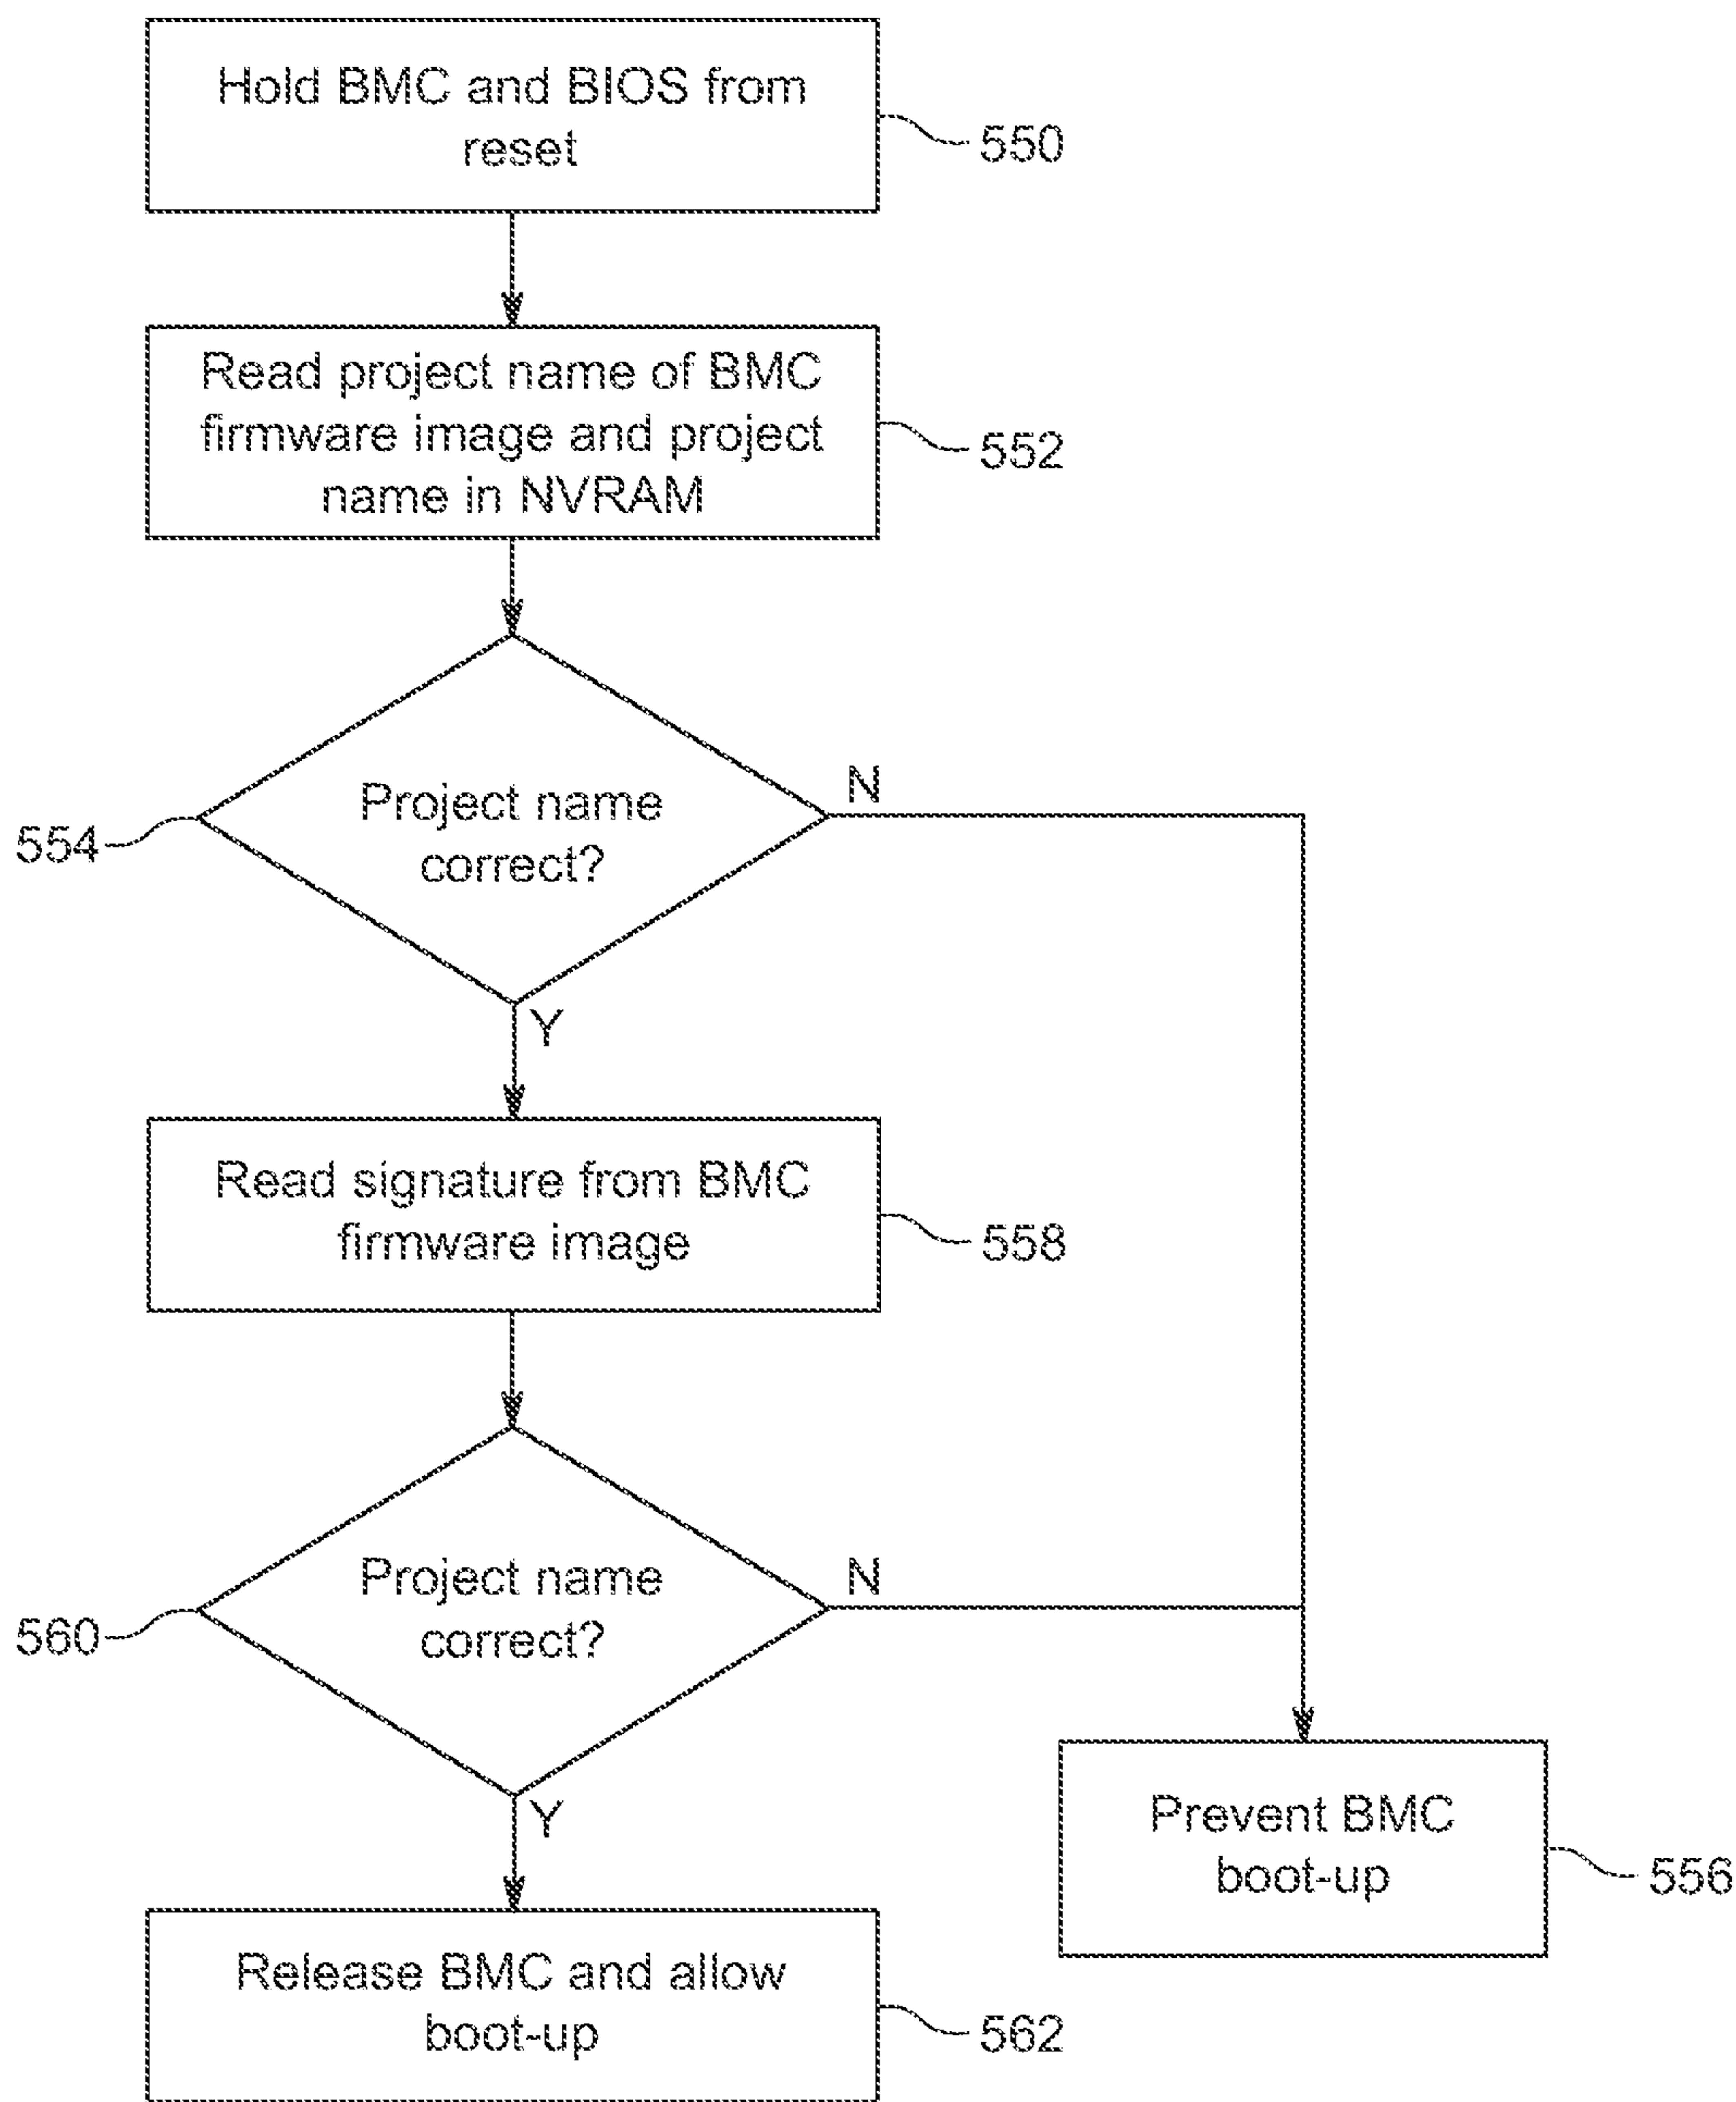 Hold BMC and BIOS from
reset
550
Read project name of BMC
firmware image and project
name in NVRAM
552
N
Project name
correct?
554
Y
Read signature from BMC
firmware image
558
N
Project name
correct?
560
Y
Prevent BMC
boot-up
556
Release BMC and allow
boot-up
562